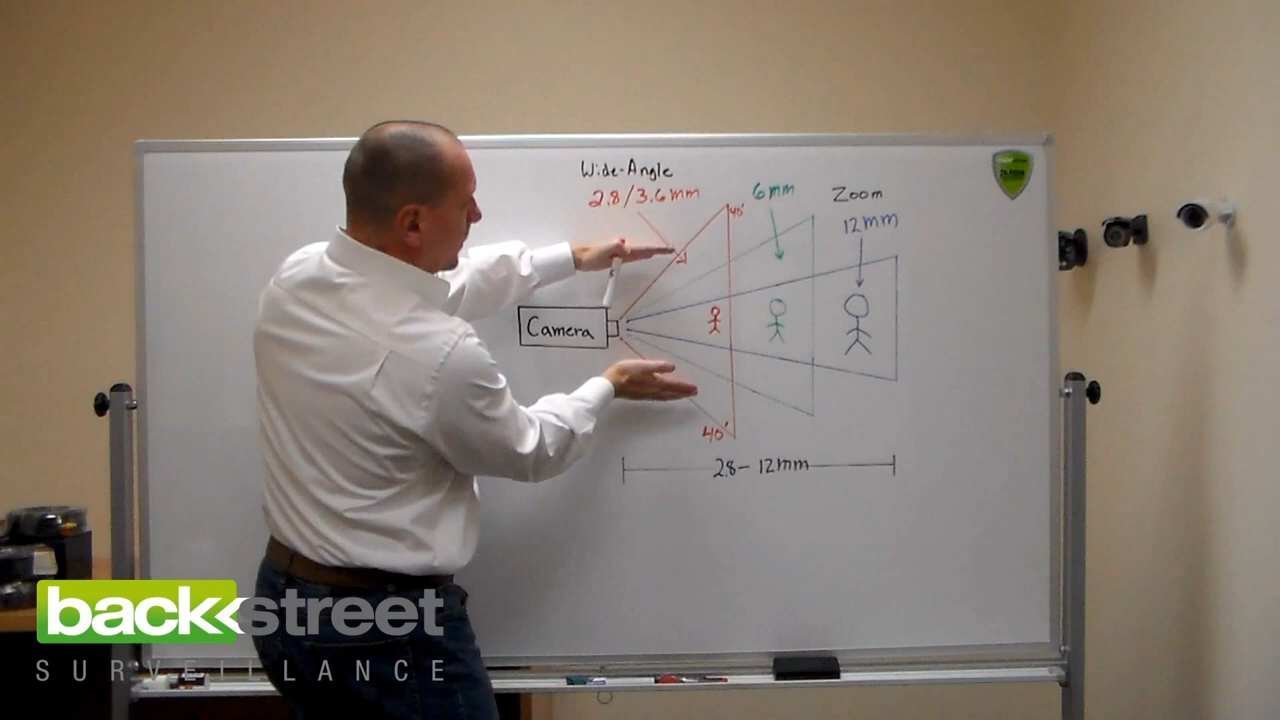 Wide-Angle
2.8/3.6mm
6mm
Zoom
12mm
40'
Camera
40'
2.8-12mm
backstreet
SURVEILLANCE